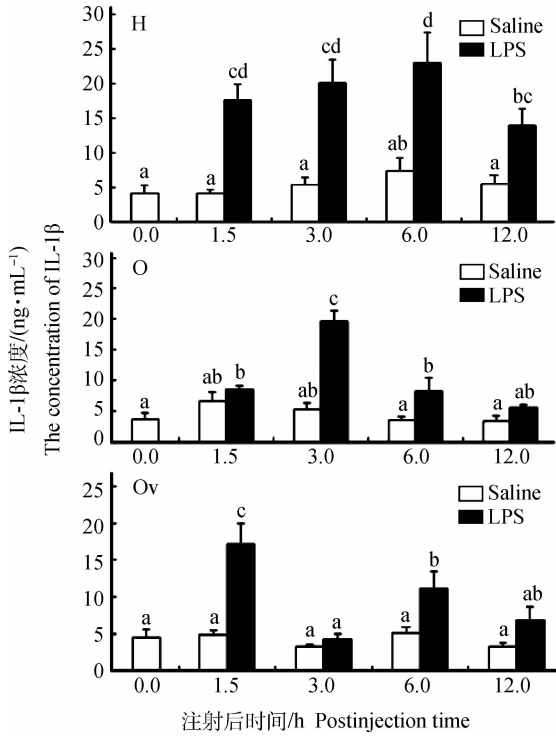 H
Saline
LPS
30
25
20
15
10
5
0
a
a
cd
a
cd
ab
d
a
bc
0.0
1.5
3.0
6.0
12.0
IL-1β浓度/(ng•mL⁻¹)
The concentration of IL-1β
O
Saline
LPS
30
25
20
15
10
5
0
a
ab
b
ab
c
a
b
a
ab
0.0
1.5
3.0
6.0
12.0
Ov
Saline
LPS
25
20
15
10
5
0
a
a
c
a
a
a
b
a
ab
0.0
1.5
3.0
6.0
12.0
注射后时间/h Postinjection time